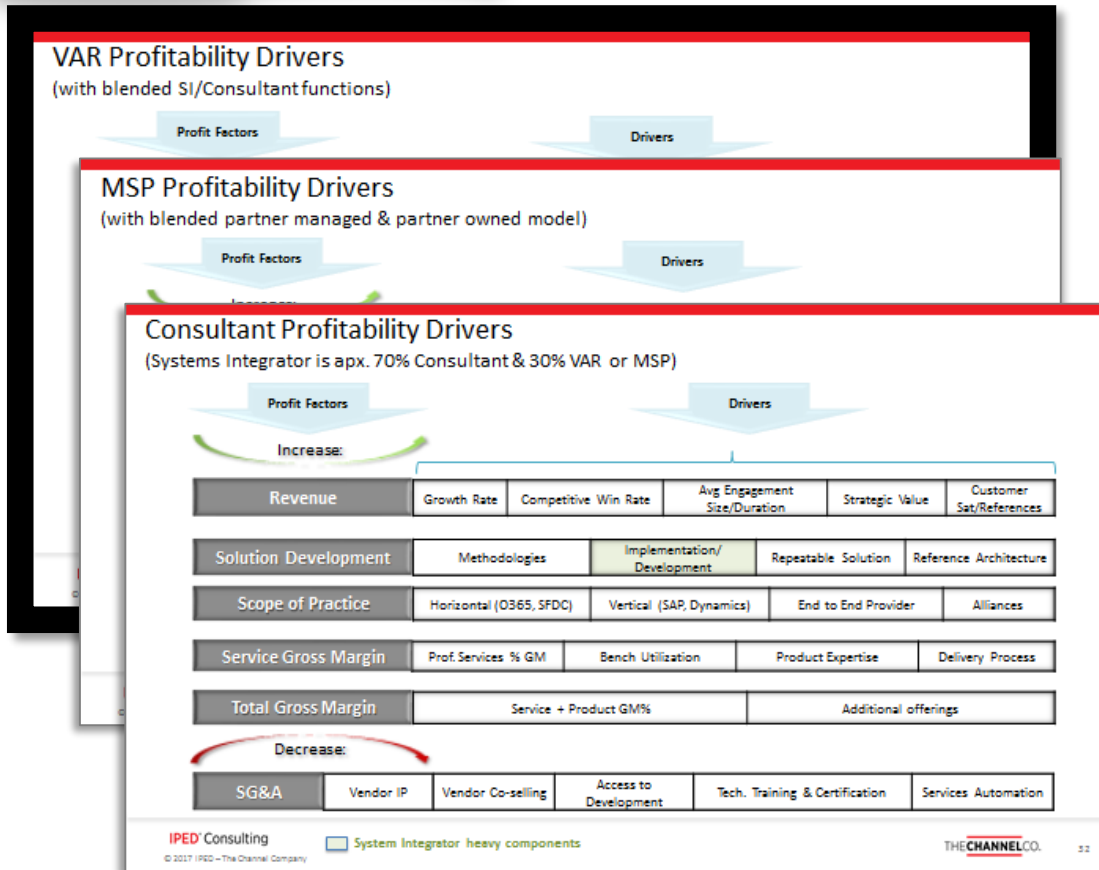 VAR Profitability Drivers
(with blended SI/Consultant functions)
Profit Factors
Drivers
MSP Profitability Drivers
(with blended partner managed & partner owned model)
Profit Factors
Drivers
Consultant Profitability Drivers
(Systems Integrator is apx. 70% Consultant & 30% VAR or MSP)
Profit Factors
Drivers
Increase:
Revenue
Growth Rate
Competitive Win Rate
Avg Engagement
Size/Duration
Strategic Value
Customer
Sat/References
Solution Development
Methodologies
Implementation/
Development
Repeatable Solution
Reference Architecture
Scope of Practice
Horizontal (O365, SFDC)
Vertical (SAP, Dynamics)
End to End Provider
Alliances
Service Gross Margin
Prof. Services % GM
Bench Utilization
Product Expertise
Delivery Process
Total Gross Margin
Service + Product GM%
Additional offerings
Decrease:
SG&A
Vendor IP
Vendor Co-selling
Access to
Development
Tech. Training & Certification
Services Automation
IPED Consulting
© 2017 IPED – The Channel Company
System Integrator heavy components
THECHANNELCO.
32